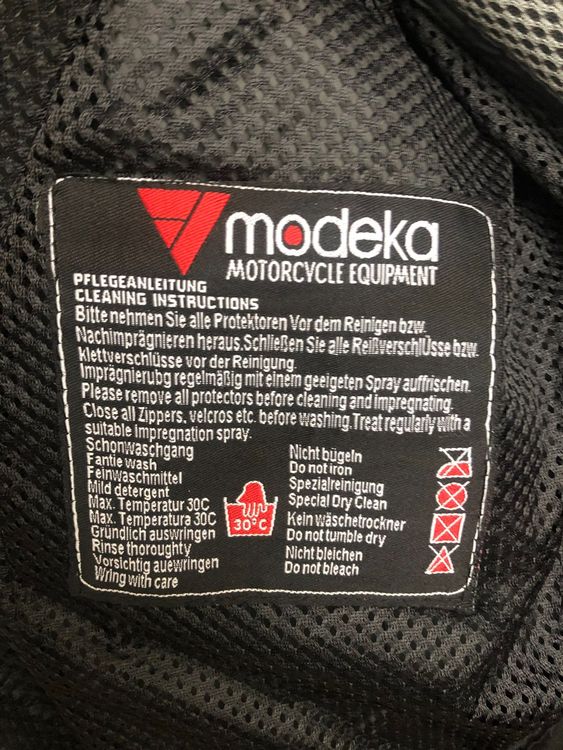 modeka
MOTORCYCLE EQUIPMENT
PFLEGEANLEITUNG
CLEANING INSTRUCTIONS
Bitte nehmen Sie alle Protektoren Vor dem Reinigen bzw.
Nachimprägnieren heraus.Schließen Sie alle Reißverschlüsse bzw.
Klettverschlüsse vor der Reinigung.
Imprägnierubg regelmäßig mit einem geeigeten Spray auffrischen.
Please remove all protectors before cleaning and impregnating.
Close all Zippers, velcros etc. before washing.Treat regularly with a
suitable impregnation spray.
Schonwaschgang
Fantie wash
Feinwaschmittel
Mild detergent
Max. Temperatur 30C
Max. Temperatura 30C
Gründlich auswringen
Rinse thoroughty
Vorsichtig auewringen
Wring with care
30°C
Nicht bügeln
Do not iron
Spezialreinigung
Special Dry Clean
Kein wäschetrockner
Do not tumble dry
Nicht bleichen
Do not bleach